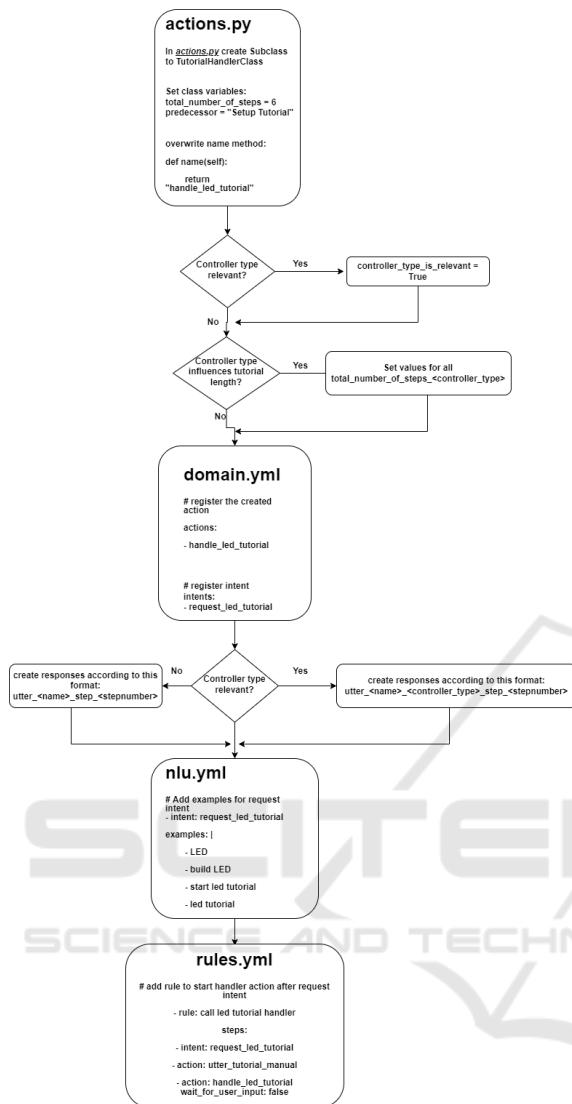 actions.py
In actions.py create Subclass
to TutorialHandlerClass
Set class variables:
total_number_of_steps = 6
predecessor = "Setup Tutorial"
overwrite name method:
def name(self):
return
"handle_led_tutorial"
Controller type
relevant?
Yes
controller_type_is_relevant =
True
No
Controller type
influences tutorial
length?
Yes
Set values for all
total_number_of_steps_<controller_type>
No
domain.yml
# register the created
action
actions:
- handle_led_tutorial
# register intent
intents:
- request_led_tutorial
create responses according to this
format:
utter_<name>_step_<stepnumber>
No
Controller type
relevant?
Yes
create responses according to this format:
utter_<name>_<controller_type>_step_<stepnumber>
nlu.yml
# Add examples for request
intent
- intent: request_led_tutorial
examples: |
- LED
- build LED
- start led tutorial
- led tutorial
rules.yml
# add rule to start handler action after request
intent
- rule: call led tutorial handler
steps:
- intent: request_led_tutorial
- action: utter_tutorial_manual
- action: handle_led_tutorial
wait_for_user_input: false
SCITE
SCIENCE AND TECHN